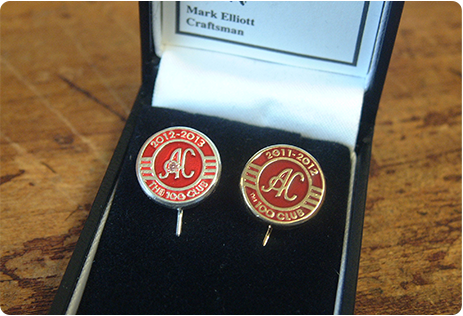 Mark Elliott
Craftsman
2012-2013
AC
THE 100 CLUB
2011-2012
AC
THE 100 CLUB